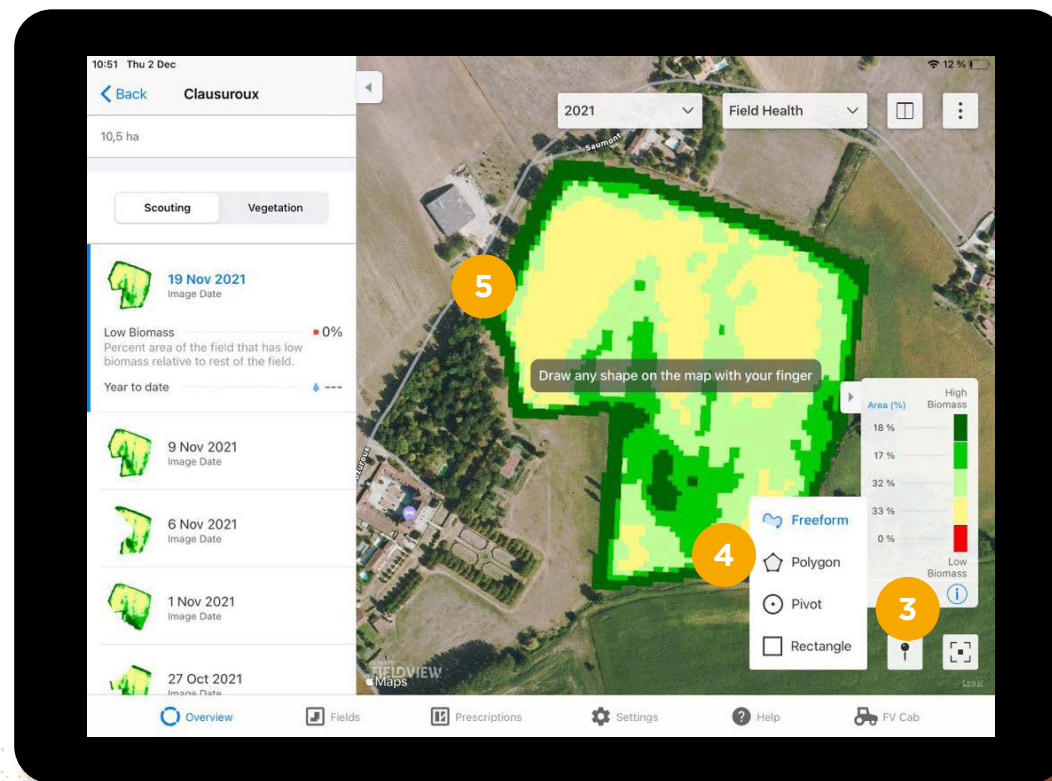 10:51 Thu 2 Dec
12 %
Back
Clausuroux
10,5 ha
Scouting
Vegetation
19 Nov 2021
Image Date
Low Biomass
0%
Percent area of the field that has low
biomass relative to rest of the field.
Year to date
---
9 Nov 2021
Image Date
6 Nov 2021
Image Date
1 Nov 2021
Image Date
27 Oct 2021
Image Date
2021
Field Health
Saumont
5
Draw any shape on the map with your finger
Area (%)
High
Biomass
18 %
17 %
32 %
33 %
0 %
Low
Biomass
i
4
Freeform
Polygon
Pivot
Rectangle
3
FIELDVIEW
Maps
Legal
Overview
Fields
Prescriptions
Settings
Help
FV Cab